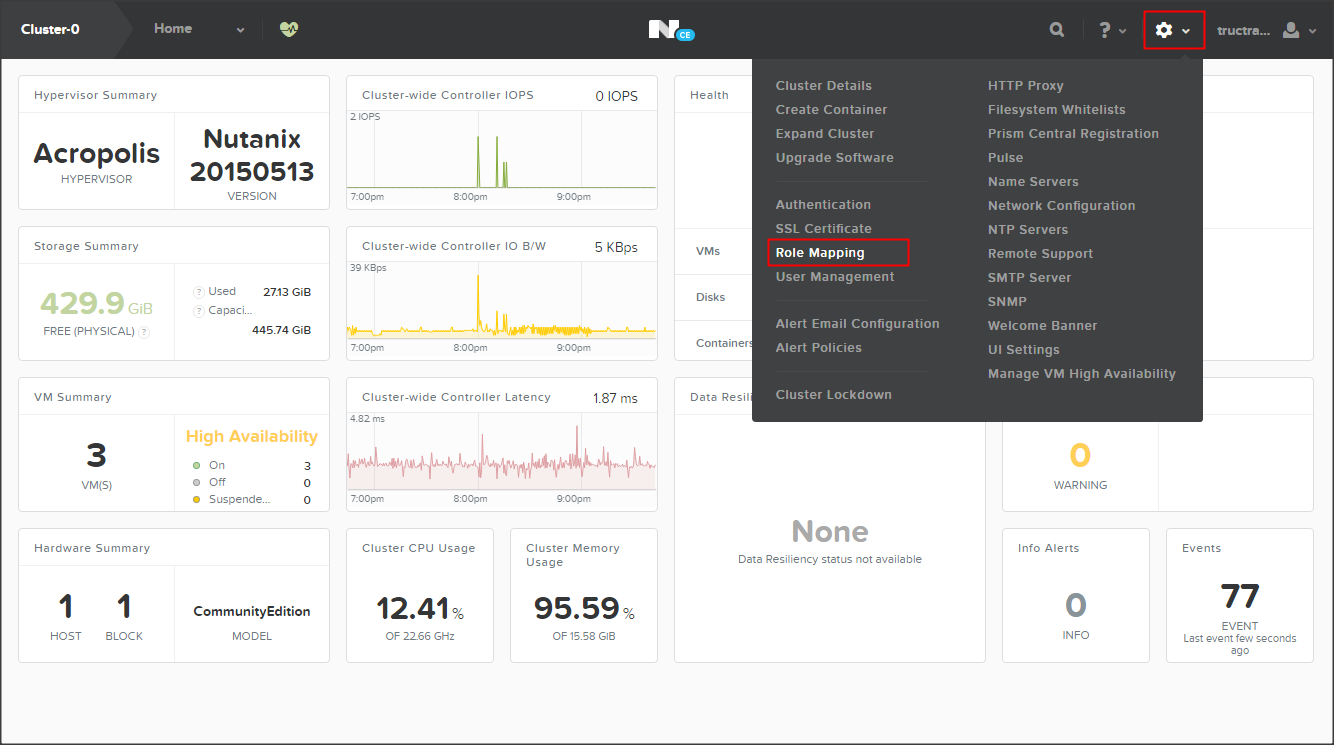 Cluster-0
Home
N CE
?
tructra...
Hypervisor Summary
Acropolis
HYPERVISOR
Nutanix
20150513
VERSION
Cluster-wide Controller IOPS
0 IOPS
2 IOPS
7:00pm 8:00pm 9:00pm
Health
VMs
Disks
Containers
Cluster Details
Create Container
Expand Cluster
Upgrade Software
Authentication
SSL Certificate
Role Mapping
User Management
Alert Email Configuration
Alert Policies
Cluster Lockdown
HTTP Proxy
Filesystem Whitelists
Prism Central Registration
Pulse
Name Servers
Network Configuration
NTP Servers
Remote Support
SMTP Server
SNMP
Welcome Banner
UI Settings
Manage VM High Availability
Storage Summary
429.9 GiB
FREE (PHYSICAL) ?
? Used 27.13 GiB
? Capaci...
445.74 GiB
Cluster-wide Controller IO B/W
5 KBps
39 KBps
7:00pm 8:00pm 9:00pm
VM Summary
3
VM(S)
High Availability
On 3
Off 0
Suspende... 0
Cluster-wide Controller Latency
1.87 ms
4.82 ms
7:00pm 8:00pm 9:00pm
Data Resili
None
Data Resiliency status not available
0
WARNING
Hardware Summary
1
HOST
1
BLOCK
CommunityEdition
MODEL
Cluster CPU Usage
12.41 %
OF 22.66 GHz
Cluster Memory
Usage
95.59 %
OF 15.58 GiB
Info Alerts
0
INFO
Events
77
EVENT
Last event few seconds
ago